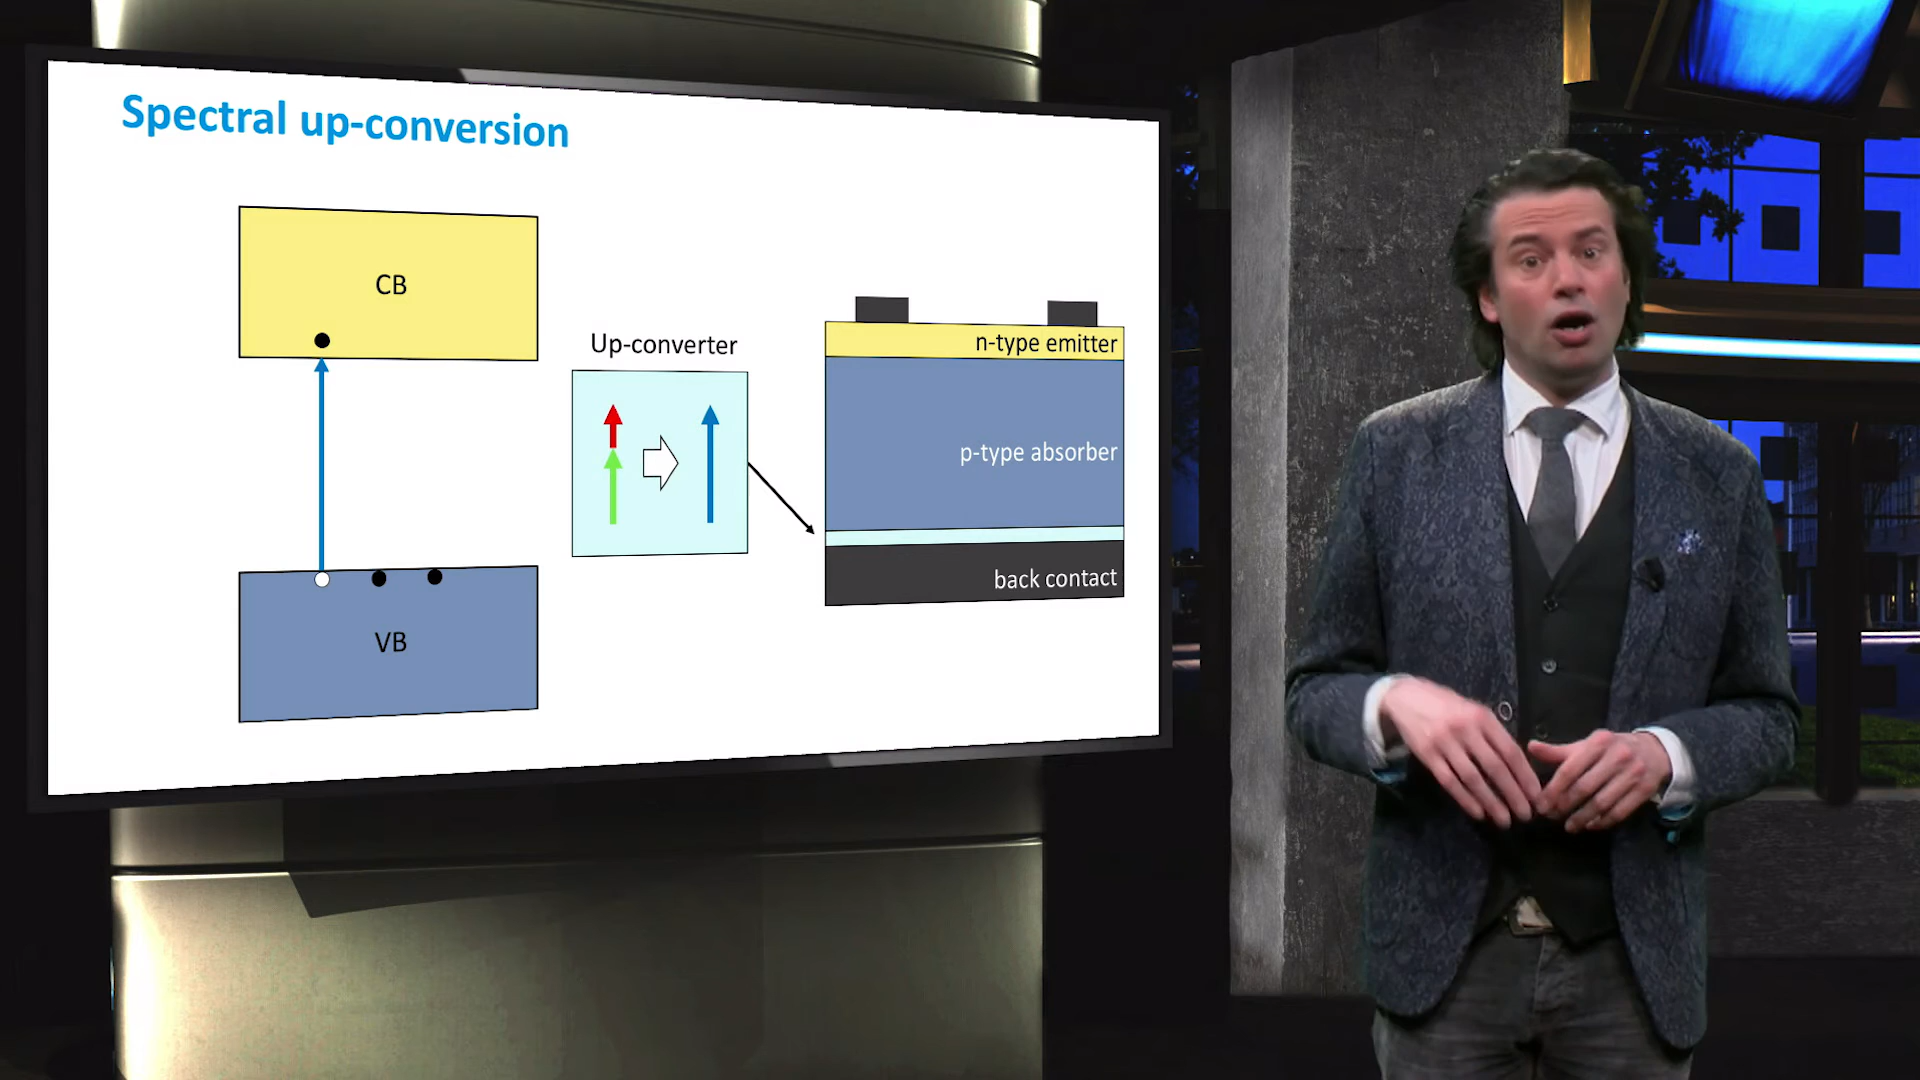 Spectral up-conversion
CB
Up-converter
n-type emitter
p-type absorber
back contact
VB